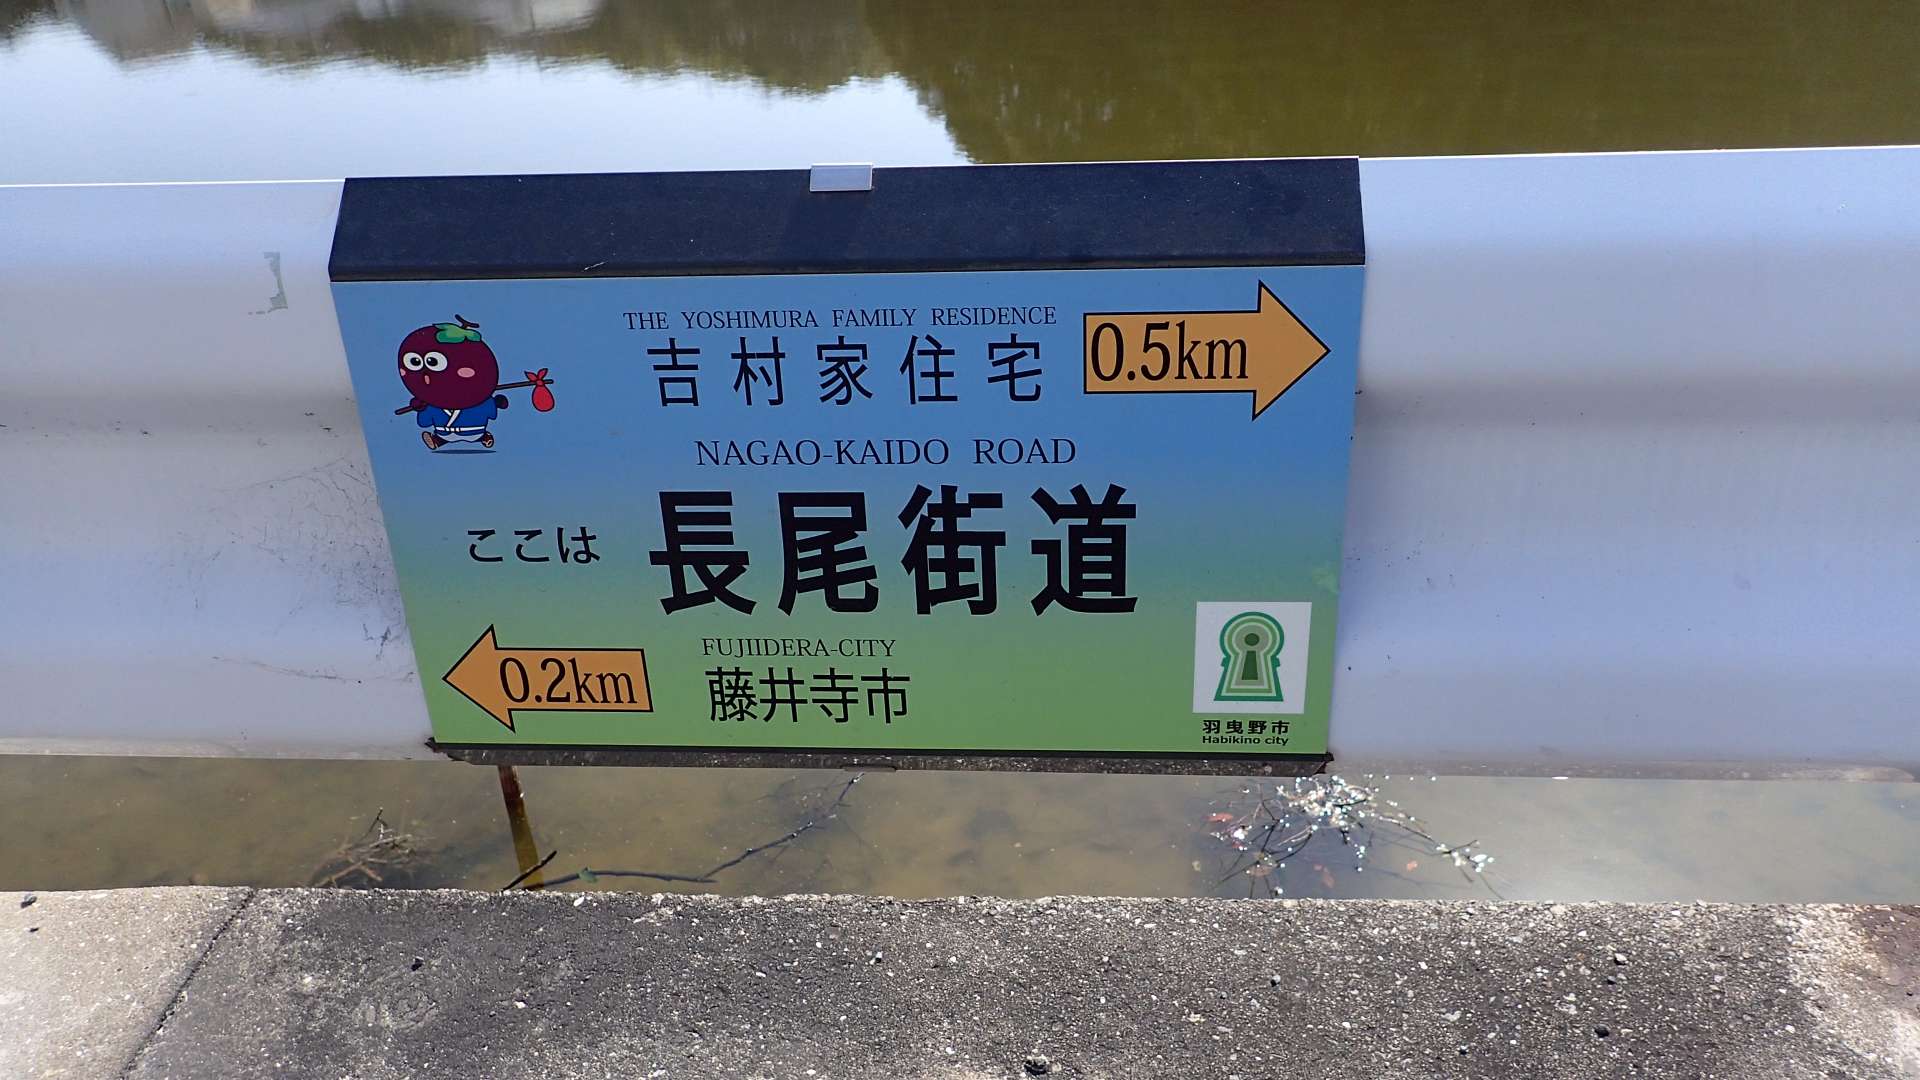 THE YOSHIMURA FAMILY RESIDENCE
吉村家住宅
0.5km
NAGAO-KAIDO ROAD
ここは 長尾街道
0.2km
FUJIIDERA-CITY
藤井寺市
羽曳野市
Habikino city